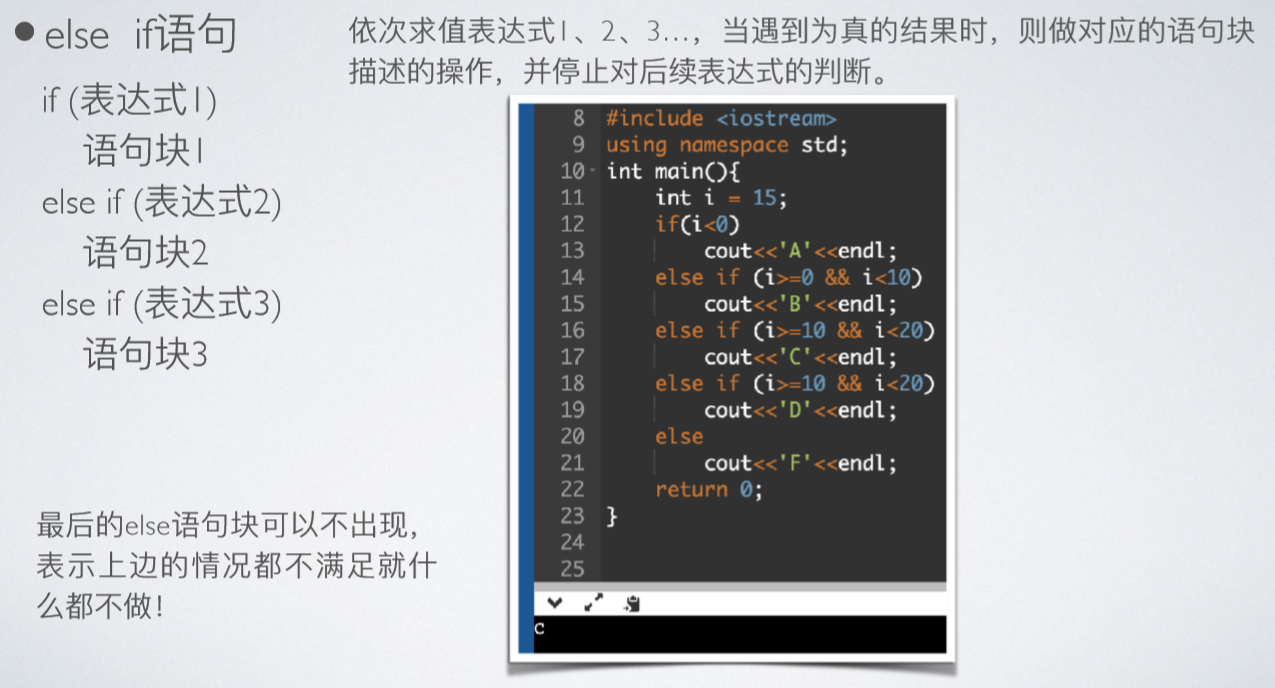 ● else if语句
依次求值表达式1、2、3...，当遇到为真的结果时，则做对应的语句块
描述的操作，并停止对后续表达式的判断。
if (表达式1)
语句块1
else if (表达式2)
语句块2
else if (表达式3)
语句块3
最后的else语句块可以不出现，
表示上边的情况都不满足就什
么都不做！
8 #include <iostream>
9 using namespace std;
10 int main(){
11 int i = 15;
12 if(i<0)
13 cout<<'A'<<endl;
14 else if (i>=0 && i<10)
15 cout<<'B'<<endl;
16 else if (i>=10 && i<20)
17 cout<<'C'<<endl;
18 else if (i>=10 && i<20)
19 cout<<'D'<<endl;
20 else
21 cout<<'F'<<endl;
22 return 0;
23 }
24
25
C